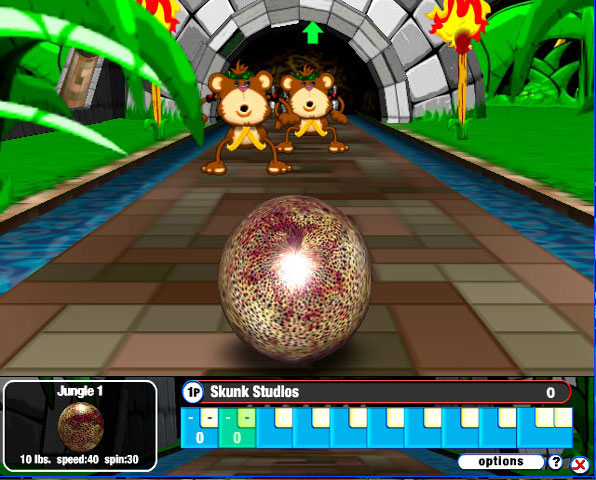 Jungle 1
10 lbs. speed:40 spin:30
1P Skunk Studios 0
- - - -
0 0
options ? X